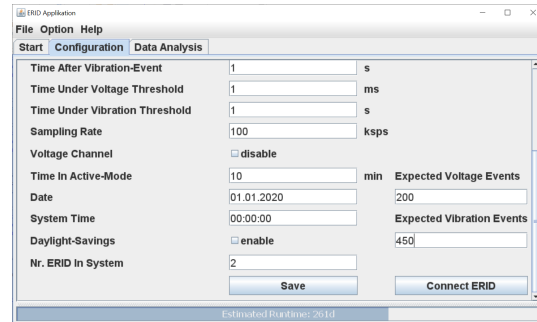 ERID Applikation
File Option Help
Start Configuration Data Analysis
Time After Vibration-Event 1 s
Time Under Voltage Threshold 1 ms
Time Under Vibration Threshold 1 s
Sampling Rate 100 ksps
Voltage Channel disable
Time In Active-Mode 10 min Expected Voltage Events
Date 01.01.2020 200
System Time 00:00:00 Expected Vibration Events
Daylight-Savings enable 450
Nr. ERID In System 2
Save Connect ERID
Estimated Runtime: 261d